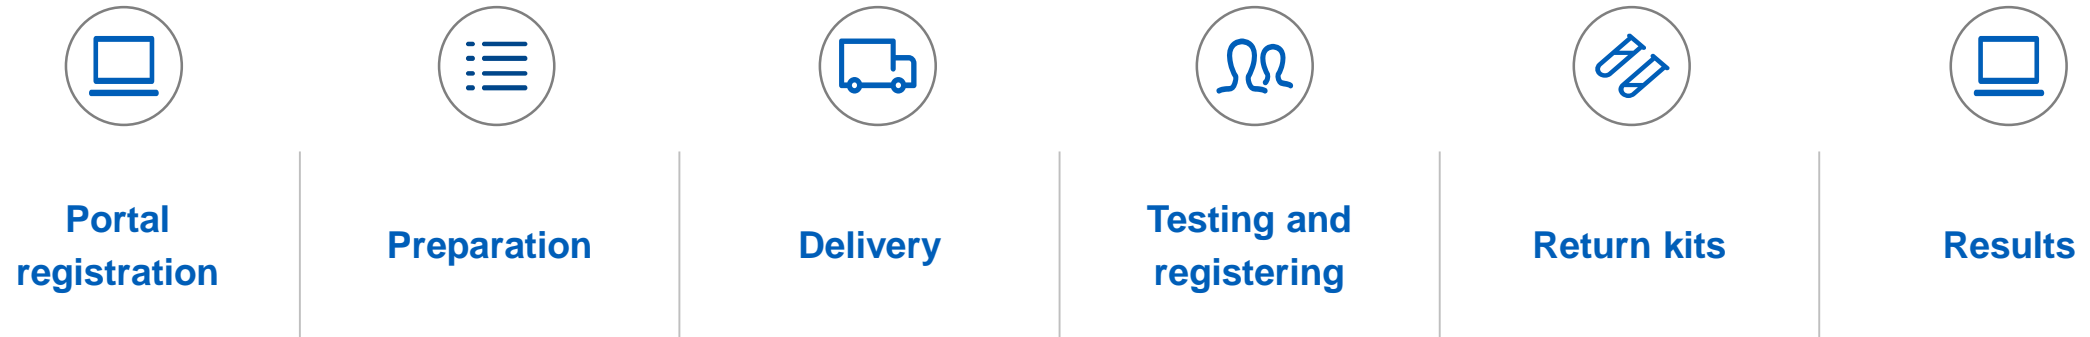 Portal
registration
Preparation
Delivery
Testing and
registering
Return kits
Results